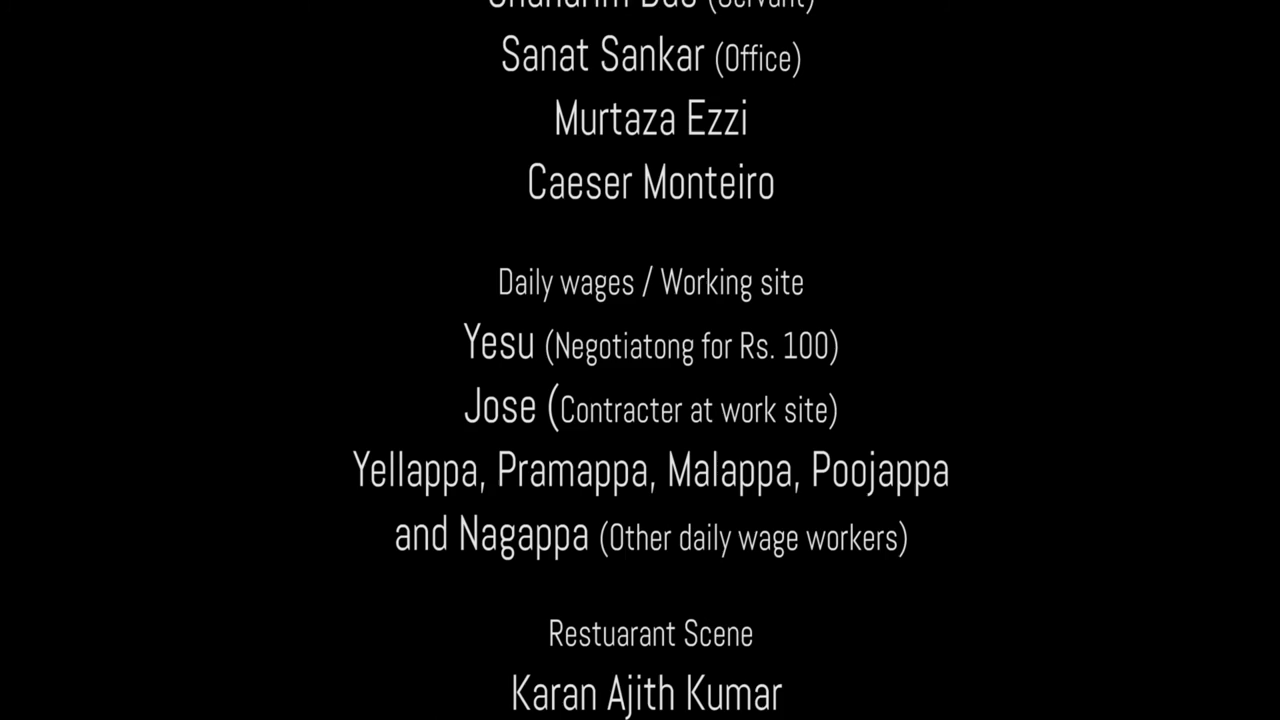 (Servant)
Sanat Sankar (Office)
Murtaza Ezzi
Caeser Monteiro
Daily wages / Working site
Yesu (Negotiatong for Rs. 100)
Jose (Contracter at work site)
Yellappa, Pramappa, Malappa, Poojappa
and Nagappa (Other daily wage workers)
Restuarant Scene
Karan Ajith Kumar